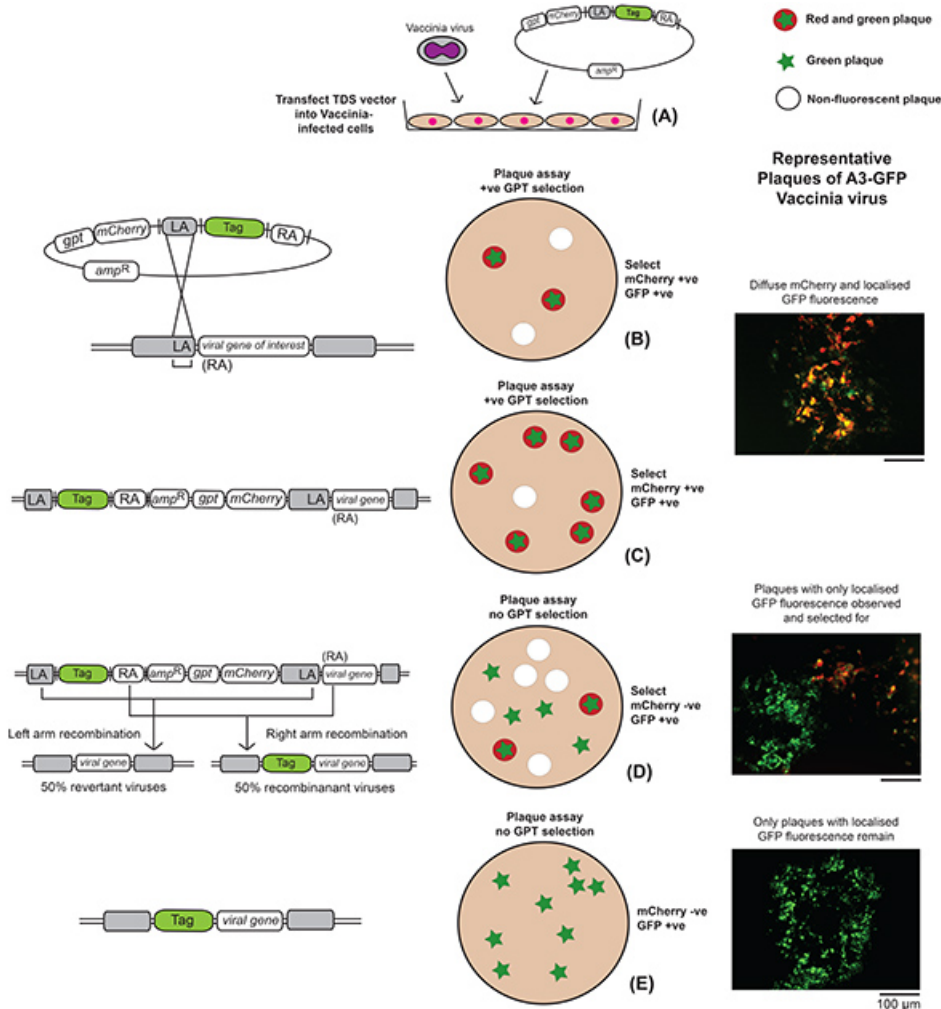 Vaccinia virus
gpt mCherry LA Tag RA
ampR
Transfect TDS vector
into Vaccinia-
infected cells
(A)
Red and green plaque
Green plaque
Non-fluorescent plaque
Representative
Plaques of A3-GFP
Vaccinia virus
gpt mCherry LA Tag RA
ampR
LA viral gene of interest
(RA)
Plaque assay
+ve GPT selection
Select
mCherry +ve
GFP +ve
(B)
Diffuse mCherry and localised
GFP fluorescence
LA Tag RA ampR gpt mCherry LA viral gene
(RA)
Plaque assay
+ve GPT selection
Select
mCherry +ve
GFP +ve
(C)
(RA)
LA Tag RA ampR gpt mCherry LA viral gene
Left arm recombination
Right arm recombination
viral gene
Tag viral gene
50% revertant viruses
50% recombinanant viruses
Plaque assay
no GPT selection
Select
mCherry -ve
GFP +ve
(D)
Plaques with only localised
GFP fluorescence observed
and selected for
Tag viral gene
Plaque assay
no GPT selection
mCherry -ve
GFP +ve
(E)
Only plaques with localised
GFP fluorescence remain
100 µm